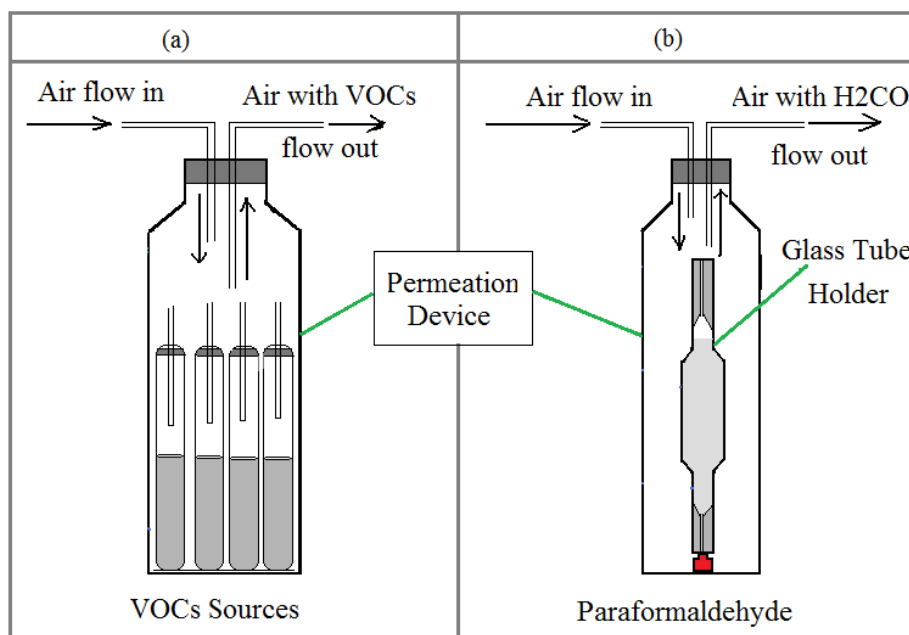 (a)
(b)
Air flow in
Air with VOCs
flow out
Air flow in
Air with H2CO
flow out
Permeation
Device
Glass Tube
Holder
VOCs Sources
Paraformaldehyde